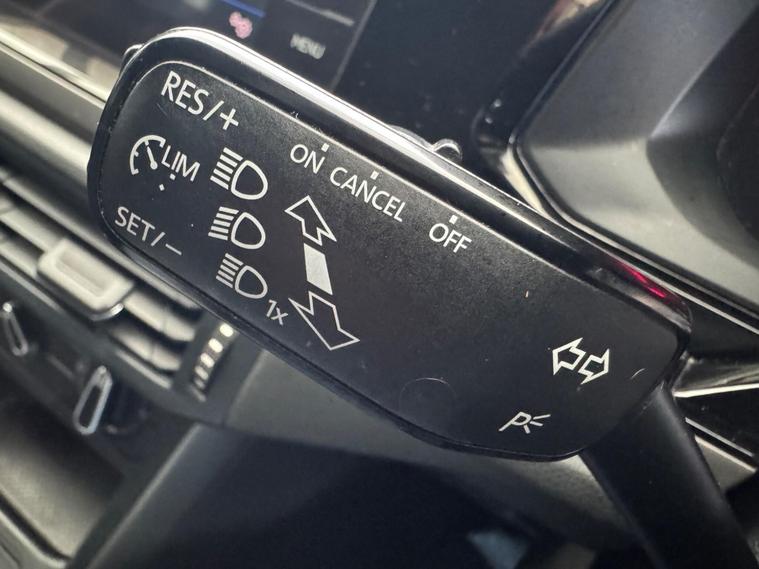 MENU
RES/+
ON CANCEL OFF
LIM
SET/−
1x
P